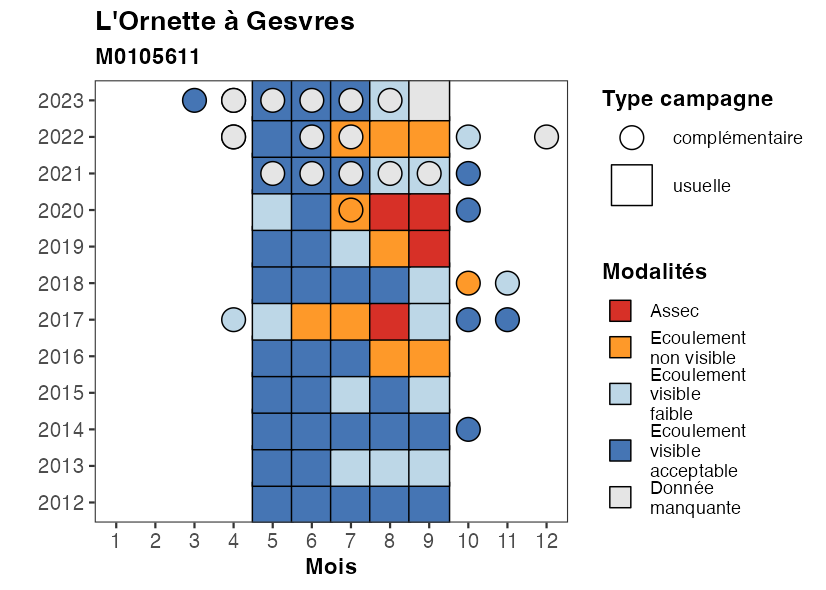 L'Ornette à Gesvres
M0105611
2023
2022
2021
2020
2019
2018
2017
2016
2015
2014
2013
2012
1 2 3 4 5 6 7 8 9 10 11 12
Mois
Type campagne
complémentaire
usuelle
Modalités
Assec
Ecoulement
non visible
Ecoulement
visible
faible
Ecoulement
visible
acceptable
Donnée
manquante